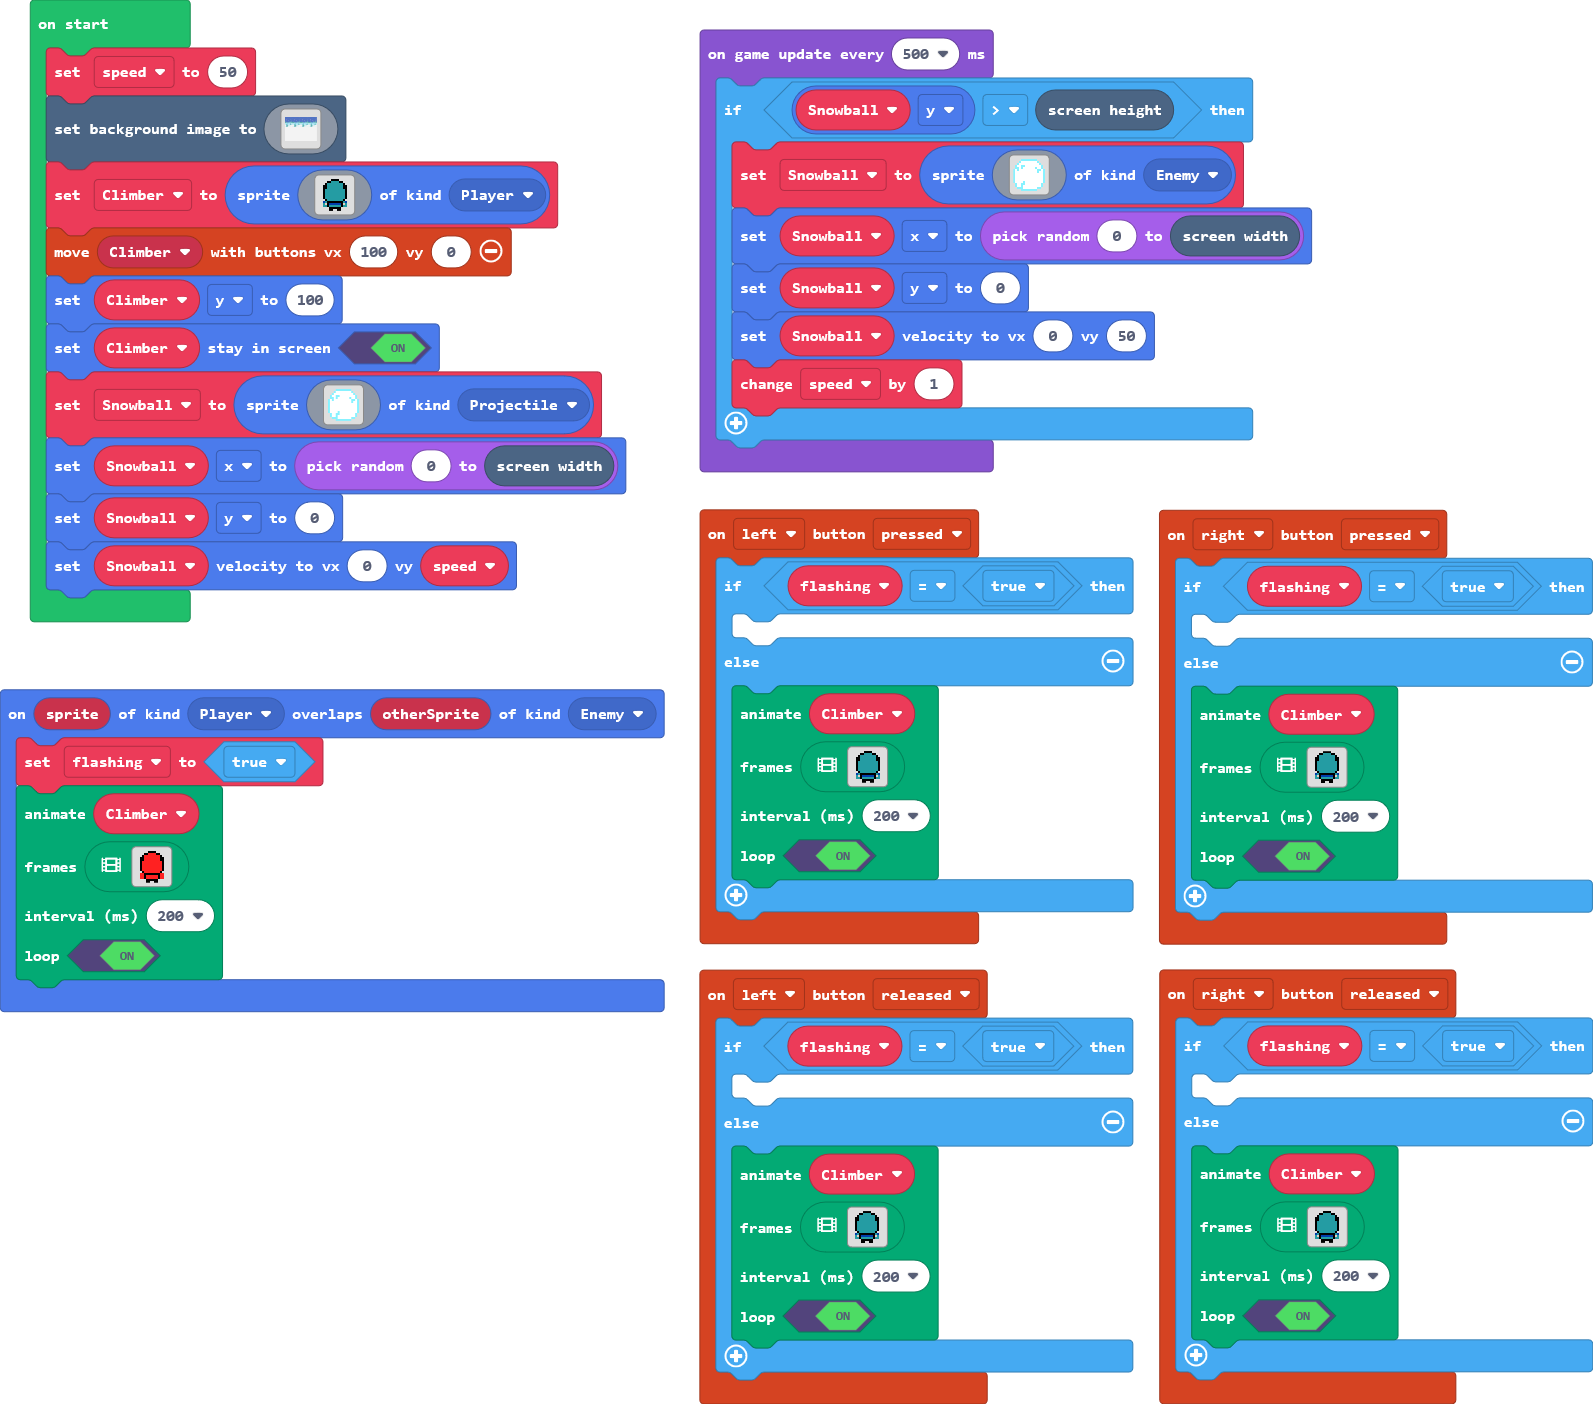 on start
set speed to 50
set background image to
set Climber to sprite of kind Player
move Climber with buttons vx 100 vy 0
set Climber y to 100
set Climber stay in screen ON
set Snowball to sprite of kind Projectile
set Snowball x to pick random 0 to screen width
set Snowball y to 0
set Snowball velocity to vx 0 vy speed
on game update every 500 ms
if Snowball y > screen height then
set Snowball to sprite of kind Enemy
set Snowball x to pick random 0 to screen width
set Snowball y to 0
set Snowball velocity to vx 0 vy 50
change speed by 1
on sprite of kind Player overlaps otherSprite of kind Enemy
set flashing to true
animate Climber
frames
interval (ms) 200
loop ON
on left button pressed
if flashing = true then
else
animate Climber
frames
interval (ms) 200
loop ON
on right button pressed
if flashing = true then
else
animate Climber
frames
interval (ms) 200
loop ON
on left button released
if flashing = true then
else
animate Climber
frames
interval (ms) 200
loop ON
on right button released
if flashing = true then
else
animate Climber
frames
interval (ms) 200
loop ON